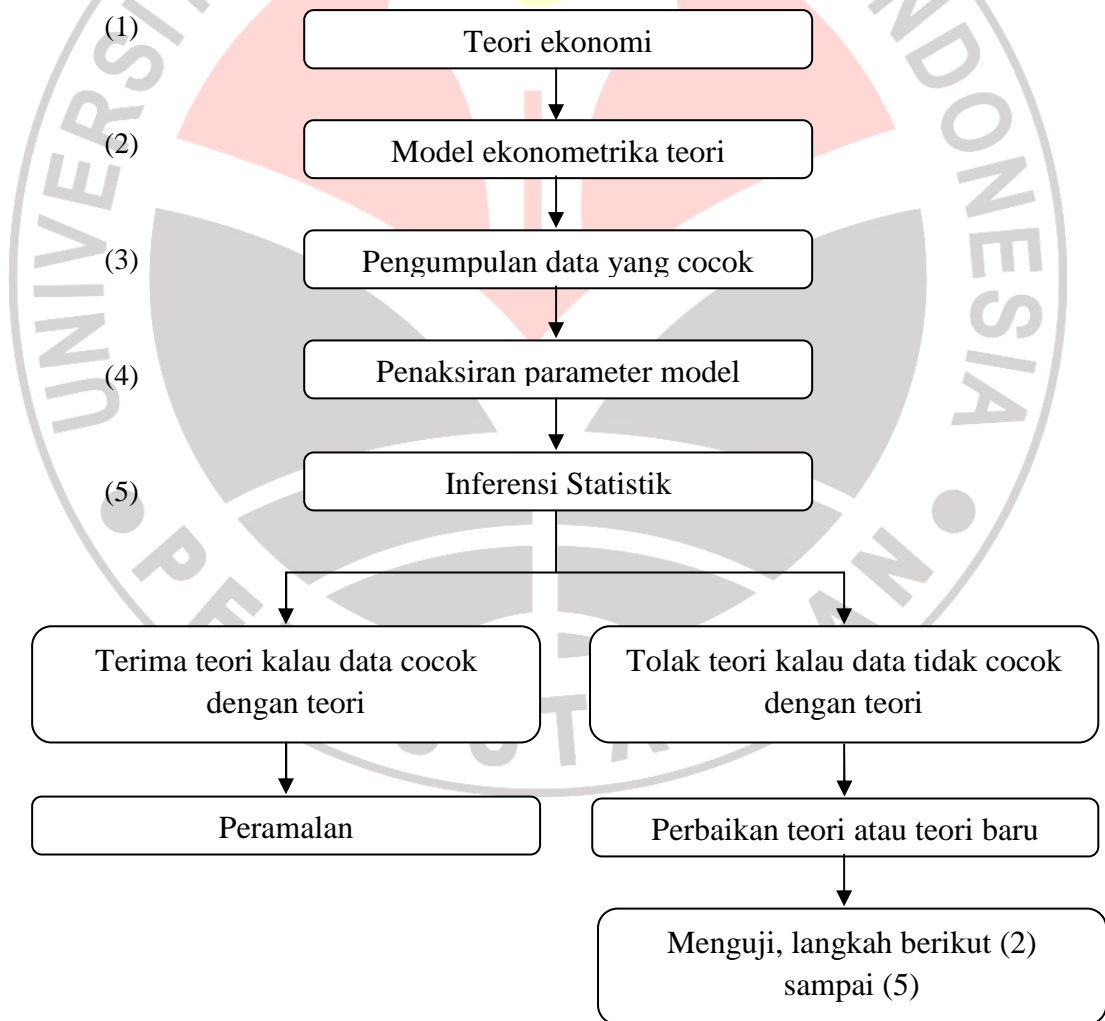 (1)
Teori ekonomi
(2)
Model ekonometrika teori
(3)
Pengumpulan data yang cocok
(4)
Penaksiran parameter model
(5)
Inferensi Statistik
Terima teori kalau data cocok
dengan teori
Tolak teori kalau data tidak cocok
dengan teori
Peramalan
Perbaikan teori atau teori baru
Menguji, langkah berikut (2)
sampai (5)